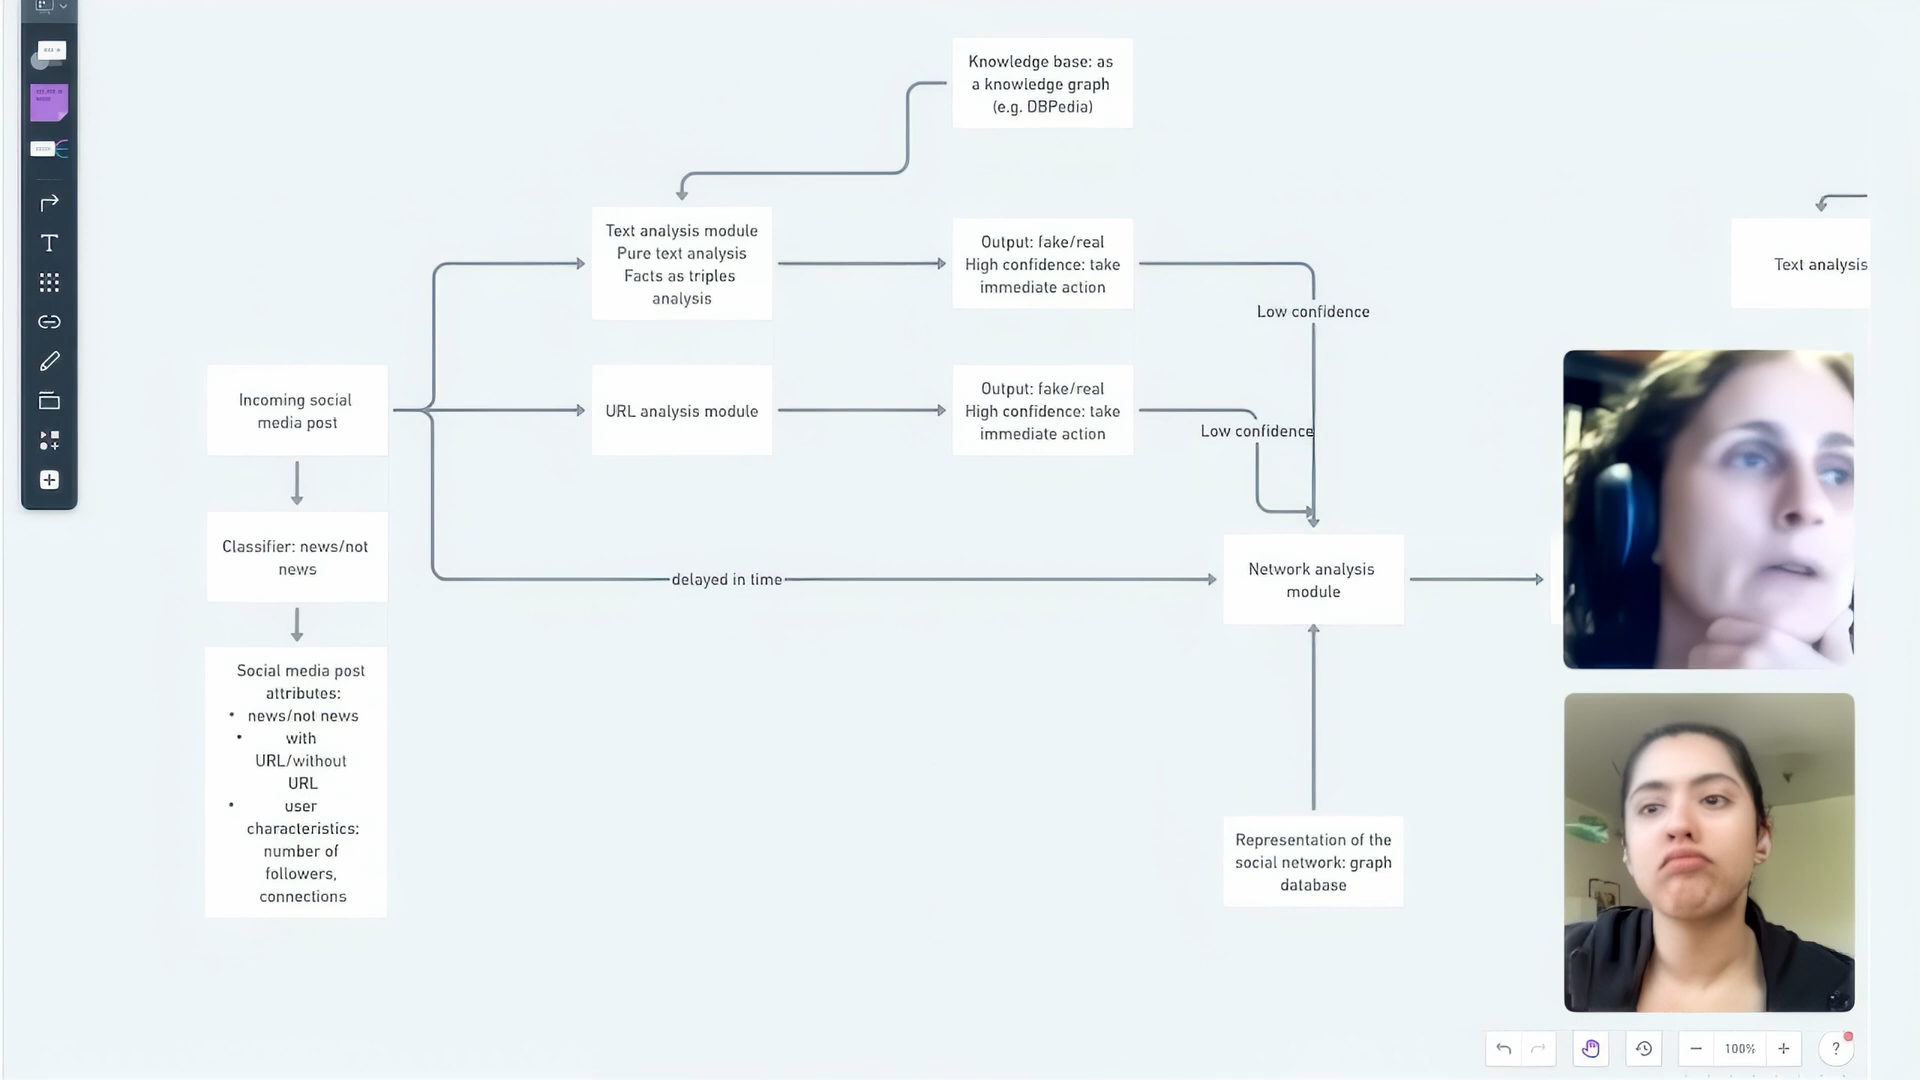 Knowledge base: as
a knowledge graph
(e.g. DBPedia)
Text analysis module
Pure text analysis
Facts as triples
analysis
Output: fake/real
High confidence: take
immediate action
Low confidence
Text analysis
Incoming social
media post
URL analysis module
Output: fake/real
High confidence: take
immediate action
Low confidence
Classifier: news/not
news
delayed in time
Network analysis
module
Social media post
attributes:
• news/not news
• with
URL/without
URL
• user
characteristics:
number of
followers,
connections
Representation of the
social network: graph
database
100%
?